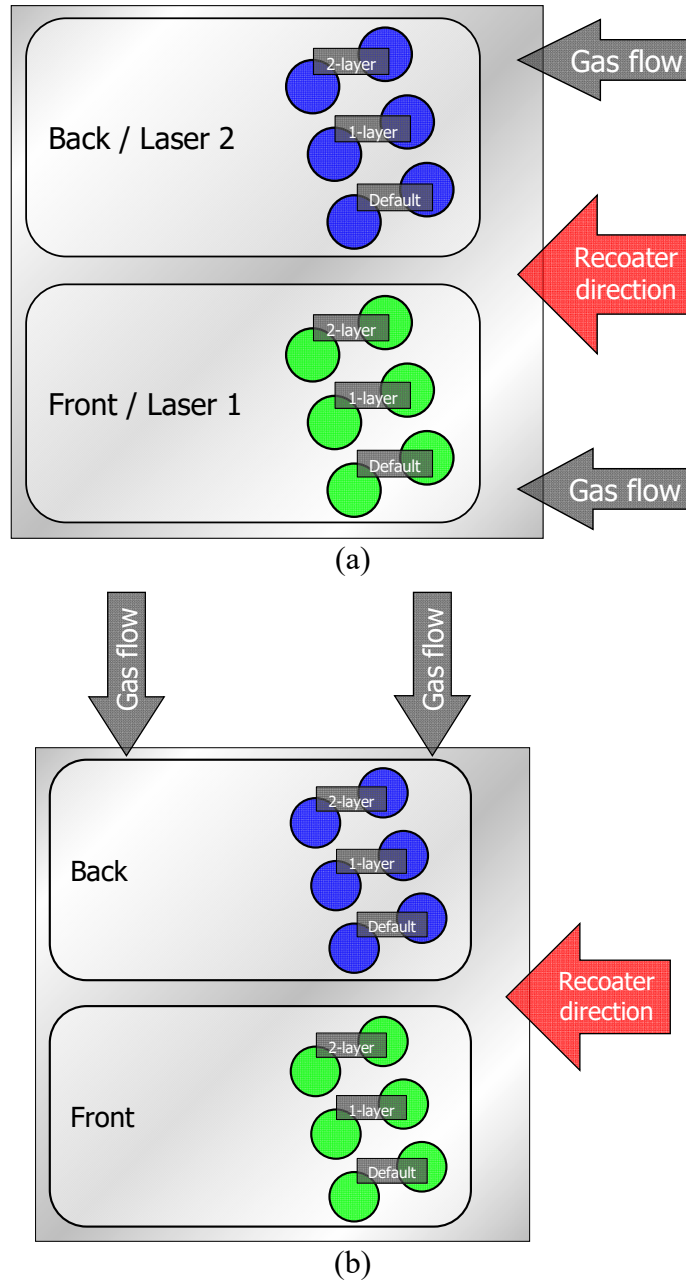 Gas flow
2-layer
Back / Laser 2
1-layer
Default
Recoater
direction
2-layer
Front / Laser 1
1-layer
Default
Gas flow
(a)
Gas flow
Gas flow
2-layer
Back
1-layer
Default
Recoater
direction
2-layer
Front
1-layer
Default
(b)